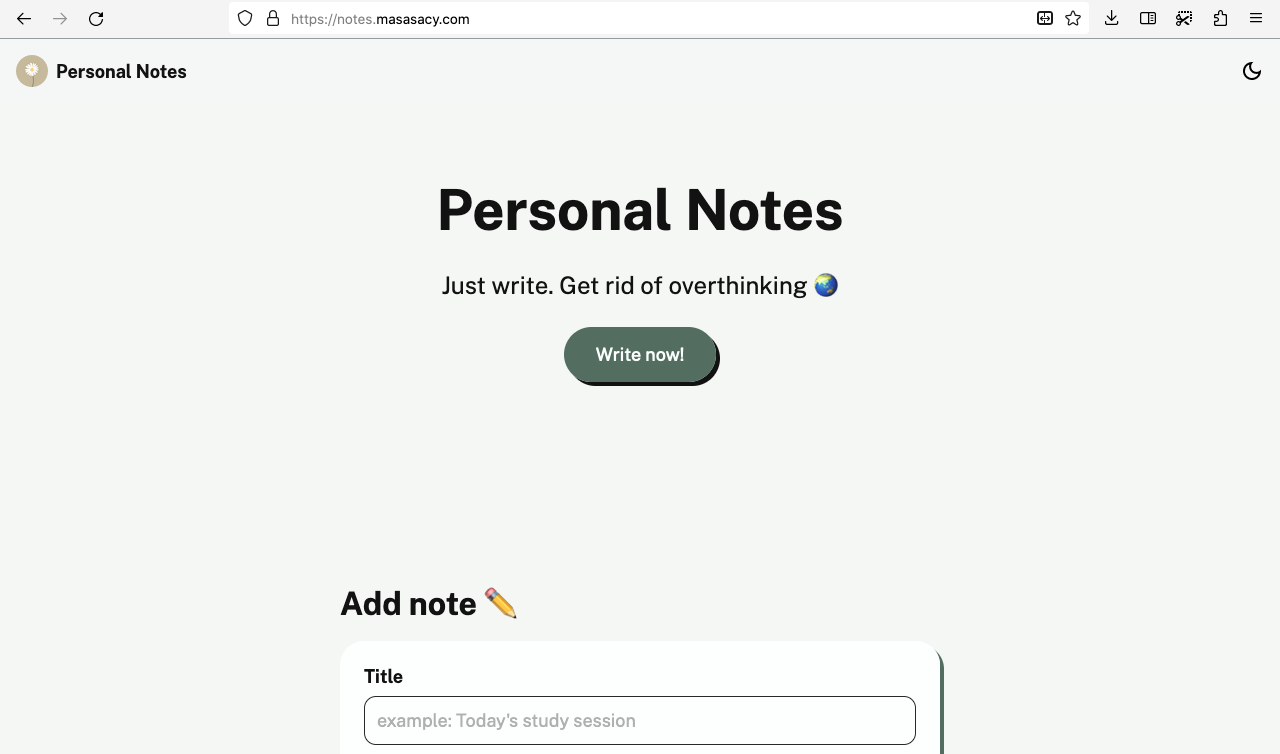 https://notes.masasacy.com
Personal Notes
Personal Notes
Just write. Get rid of overthinking 🌏
Write now!
Add note ✏️
Title
example: Today's study session